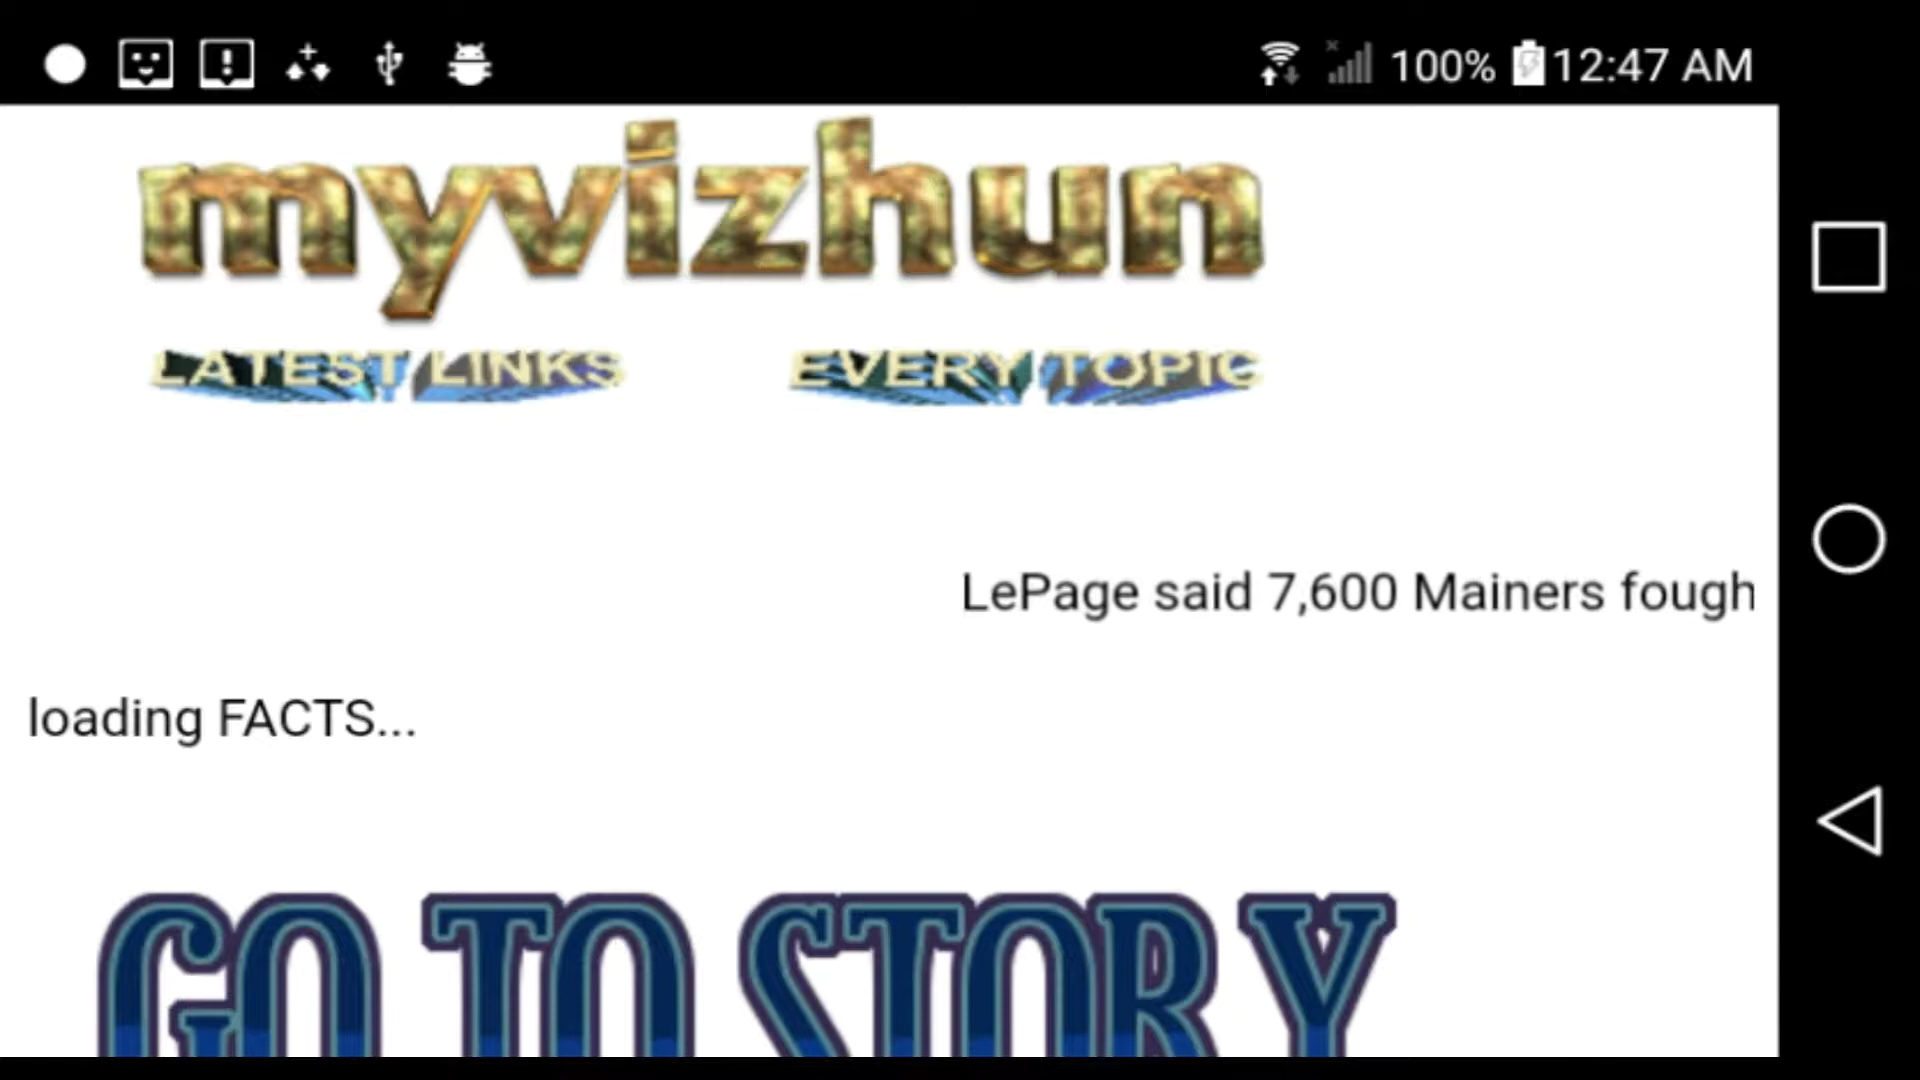 100% 12:47 AM
myvizhun
LATEST LINKS EVERY TOPIC
LePage said 7,600 Mainers fough
loading FACTS...
GO TO STORY